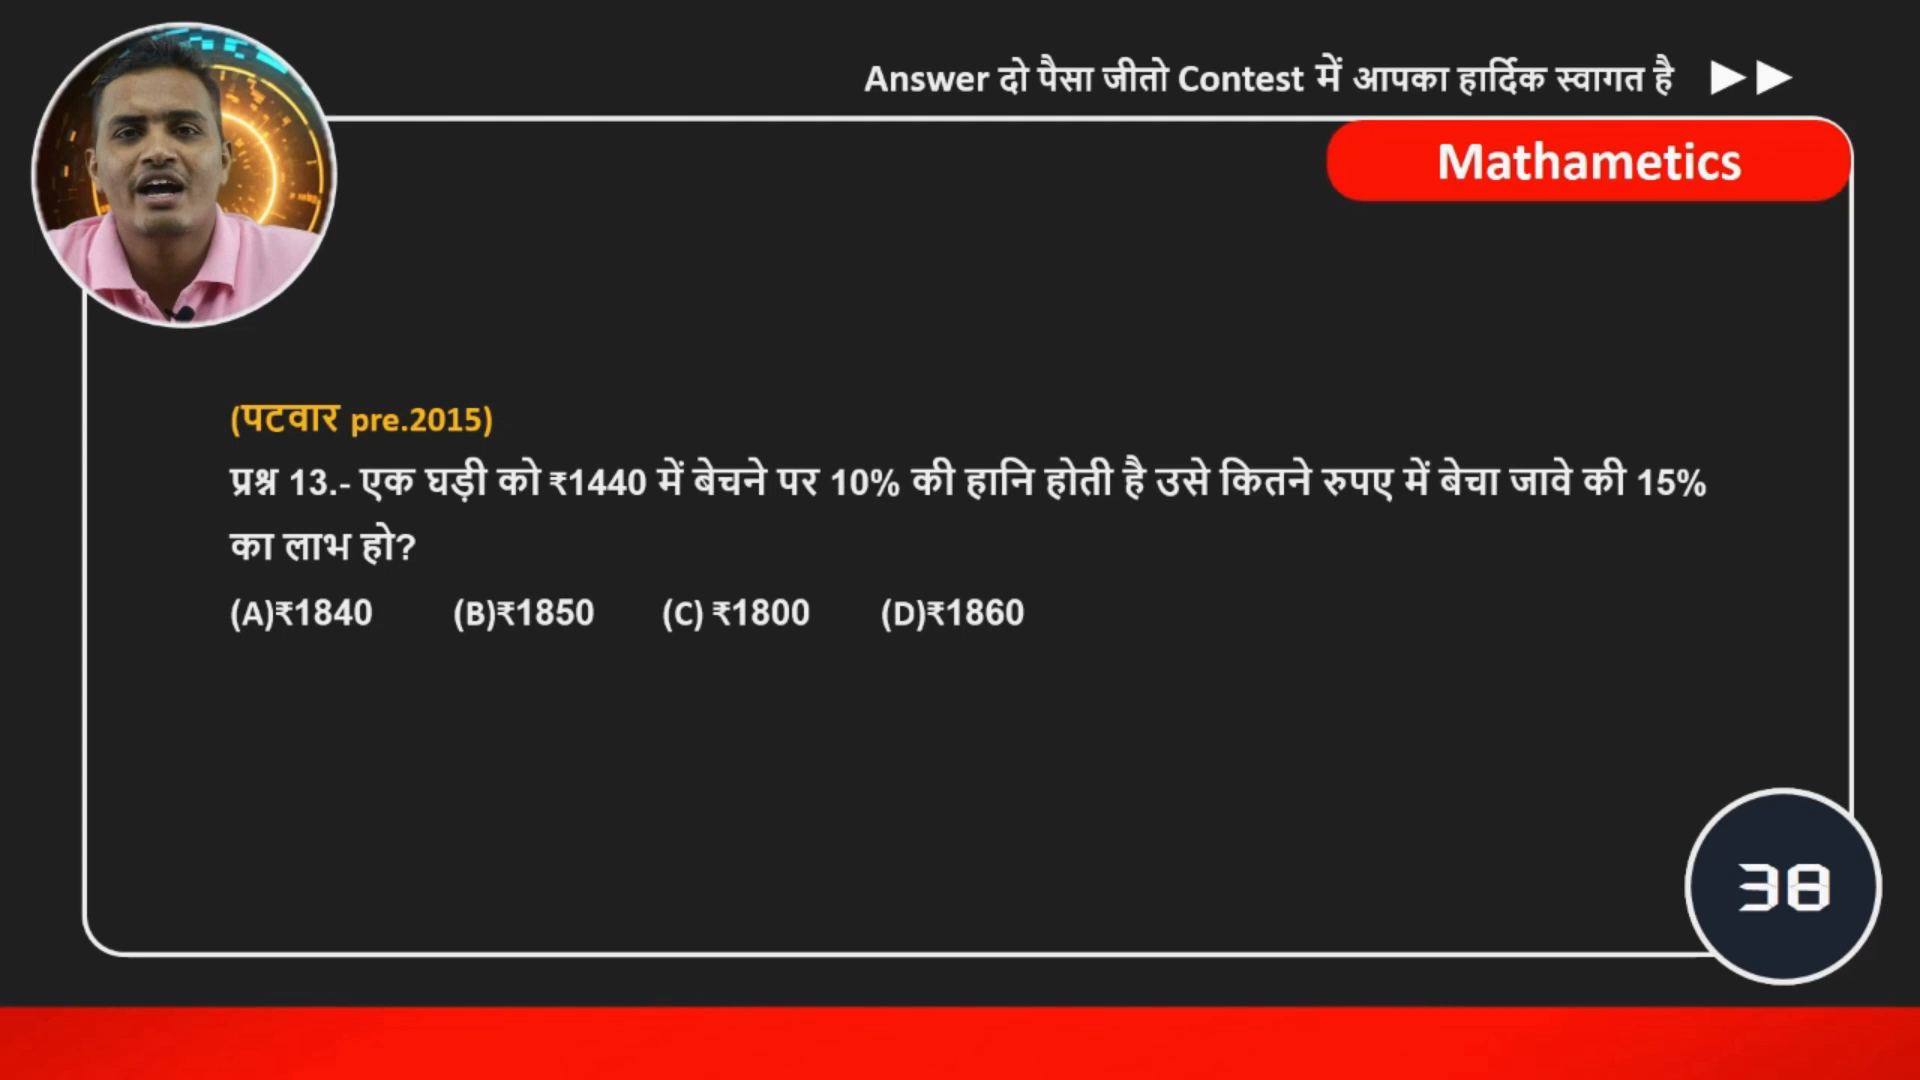 Answer दो पैसा जीतो Contest में आपका हार्दिक स्वागत है
Mathametics
(पटवार pre.2015)
प्रश्न 13.- एक घड़ी को ₹1440 में बेचने पर 10% की हानि होती है उसे कितने रुपए में बेचा जावे की 15%
का लाभ हो?
(A)₹1840 (B)₹1850 (C) ₹1800 (D)₹1860
38